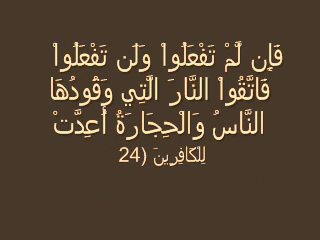 فَإِن لَّمْ تَفْعَلُواْ وَلَن تَفْعَلُواْ
فَاتَّقُواْ النَّارَ الَّتِي وَقُودُهَا
النَّاسُ وَالْحِجَارَةُ أُعِدَّتْ
لِلْكَافِرِينَ (24